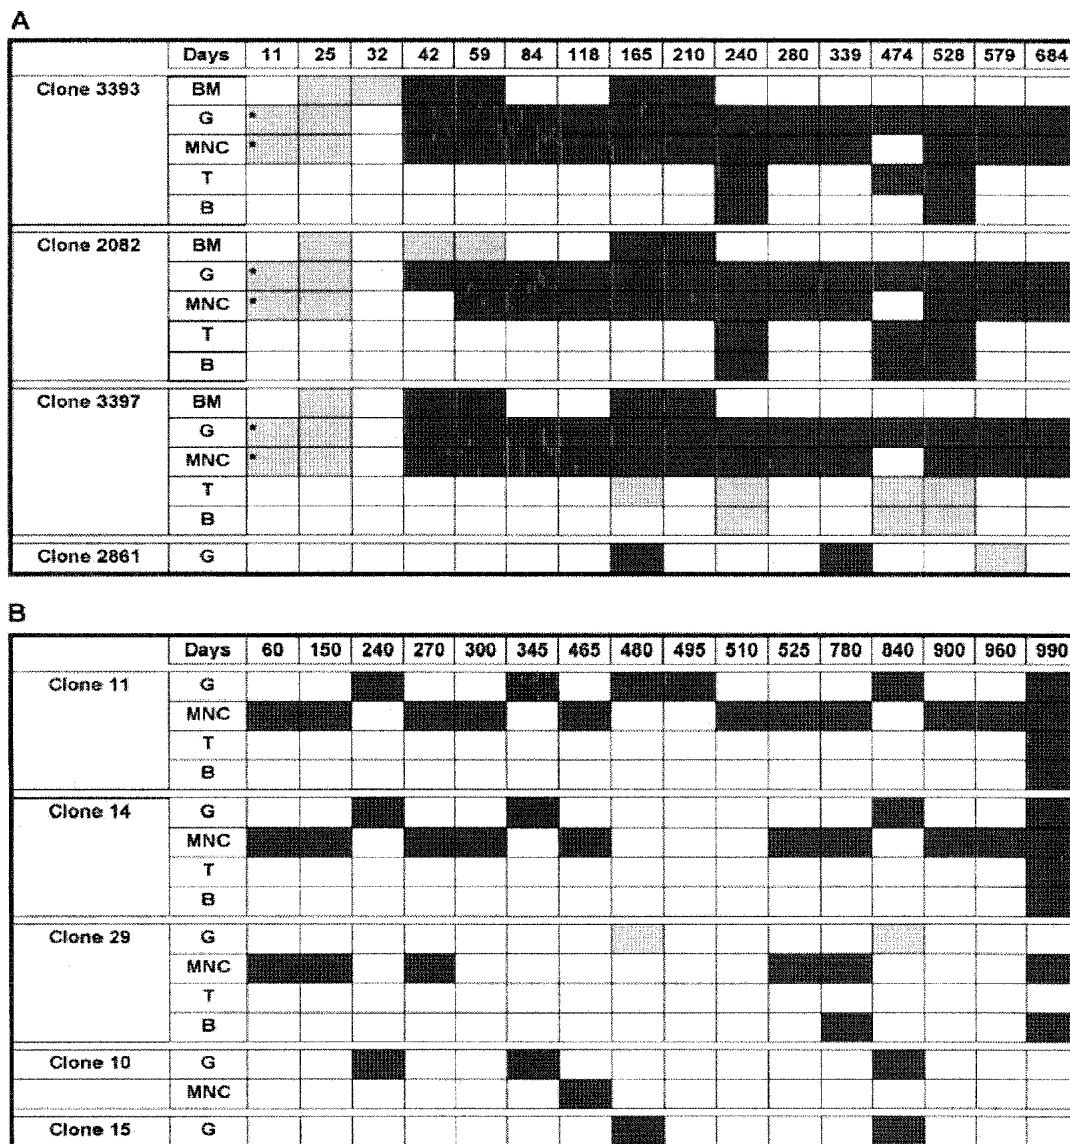 A
Days 11 25 32 42 59 84 118 165 210 240 280 339 474 528 579 684
Clone 3393 BM
G *
MNC *
T
B
Clone 2082 BM
G *
MNC *
T
B
Clone 3397 BM
G *
MNC *
T
B
Clone 2861 G
B
Days 60 150 240 270 300 345 465 480 495 510 525 780 840 900 960 990
Clone 11 G
MNC
T
B
Clone 14 G
MNC
T
B
Clone 29 G
MNC
T
B
Clone 10 G
MNC
Clone 15 G